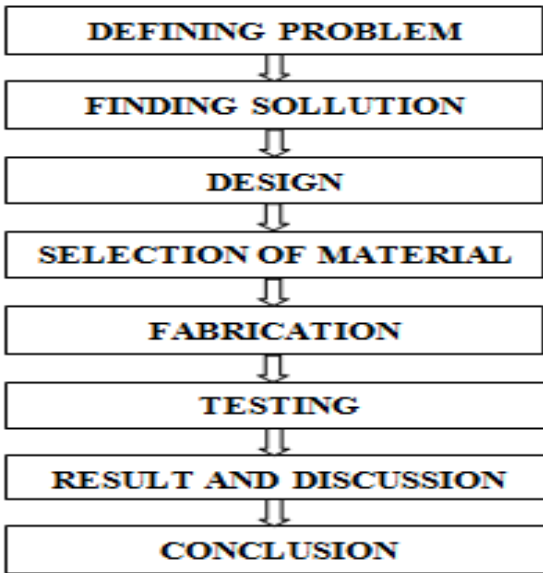 DEFINING PROBLEM
FINDING SOLLUTION
DESIGN
SELECTION OF MATERIAL
FABRICATION
TESTING
RESULT AND DISCUSSION
CONCLUSION